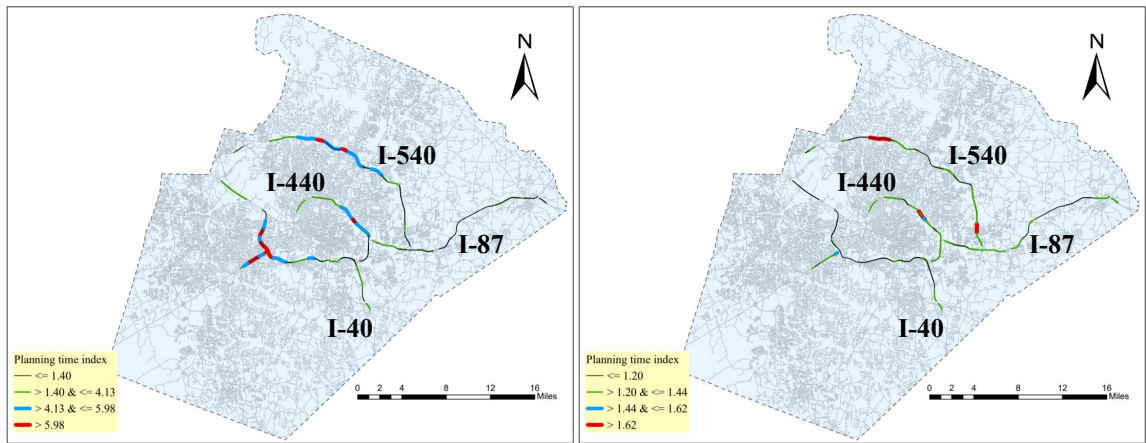 N
I-540
I-440
I-87
I-40
Planning time index
<= 1.40
> 1.40 & <= 4.13
> 4.13 & <= 5.98
> 5.98
0 2 4 8 12 16
Miles
N
I-540
I-440
I-87
I-40
Planning time index
<= 1.20
> 1.20 & <= 1.44
> 1.44 & <= 1.62
> 1.62
0 2 4 8 12 16
Miles